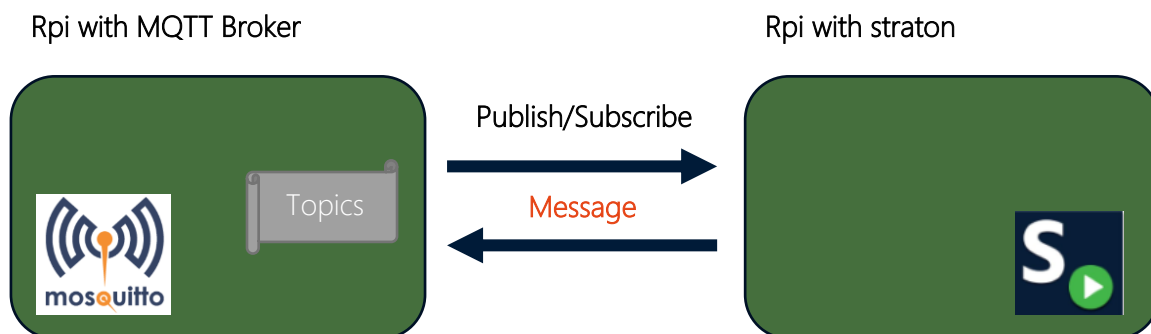 Rpi with MQTT Broker
Rpi with straton
Publish/Subscribe
Topics
Message
mosquitto
S